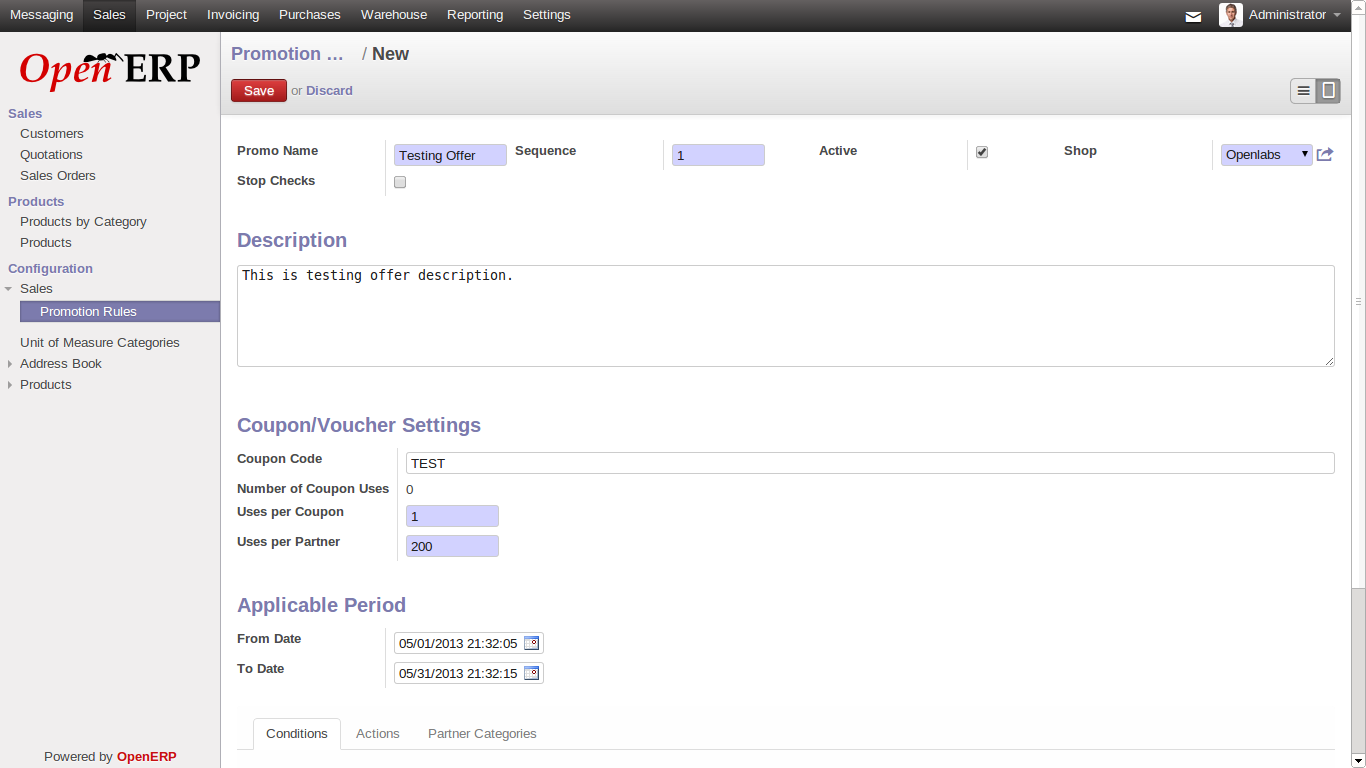 Messaging Sales Project Invoicing Purchases Warehouse Reporting Settings Administrator
OpenERP
Promotion ... / New
Save or Discard
Sales
Customers
Quotations
Sales Orders
Products
Products by Category
Products
Configuration
Sales
Promotion Rules
Unit of Measure Categories
Address Book
Products
Powered by OpenERP
Promo Name Testing Offer Sequence 1 Active Shop Openlabs
Stop Checks
Description
This is testing offer description.
Coupon/Voucher Settings
Coupon Code TEST
Number of Coupon Uses 0
Uses per Coupon 1
Uses per Partner 200
Applicable Period
From Date 05/01/2013 21:32:05
To Date 05/31/2013 21:32:15
Conditions Actions Partner Categories